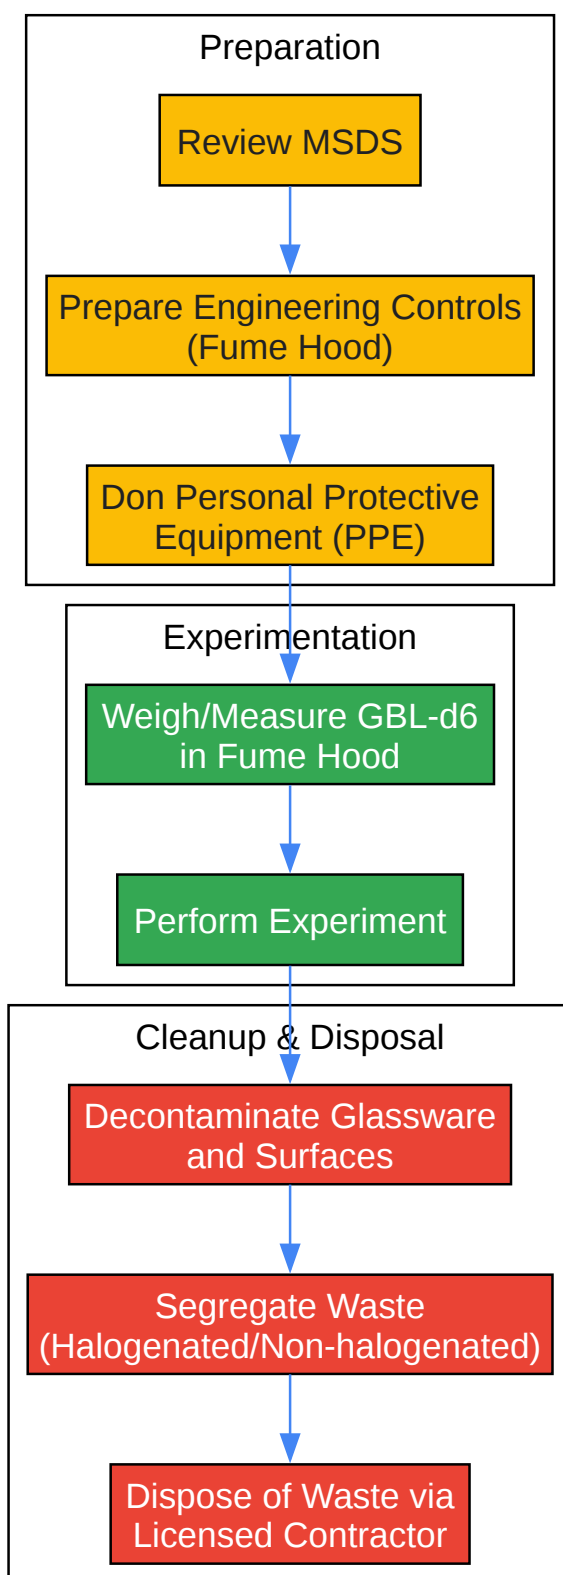 Preparation
Review MSDS
Prepare Engineering Controls
(Fume Hood)
Don Personal Protective
Equipment (PPE)
Experimentation
Weigh/Measure GBL-d6
in Fume Hood
Perform Experiment
Cleanup & Disposal
Decontaminate Glassware
and Surfaces
Segregate Waste
(Halogenated/Non-halogenated)
Dispose of Waste via
Licensed Contractor